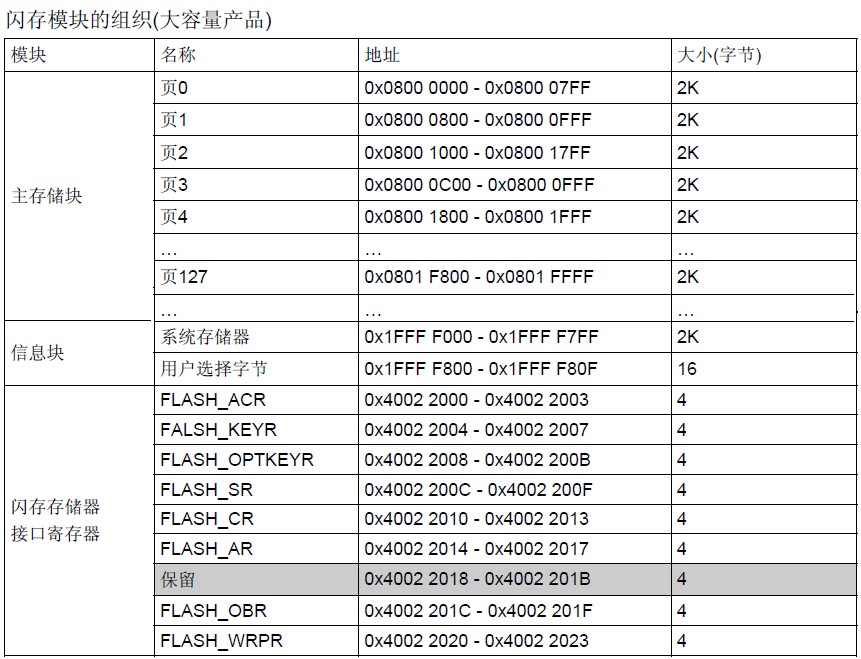 闪存模块的组织(大容量产品)
模块 名称 地址 大小(字节)
主存储块
页0 0x0800 0000 - 0x0800 07FF 2K
页1 0x0800 0800 - 0x0800 0FFF 2K
页2 0x0800 1000 - 0x0800 17FF 2K
页3 0x0800 0C00 - 0x0800 0FFF 2K
页4 0x0800 1800 - 0x0800 1FFF 2K
… … …
页127 0x0801 F800 - 0x0801 FFFF 2K
… … …
信息块
系统存储器 0x1FFF F000 - 0x1FFF F7FF 2K
用户选择字节 0x1FFF F800 - 0x1FFF F80F 16
闪存存储器
接口寄存器
FLASH_ACR 0x4002 2000 - 0x4002 2003 4
FALSH_KEYR 0x4002 2004 - 0x4002 2007 4
FLASH_OPTKEYR 0x4002 2008 - 0x4002 200B 4
FLASH_SR 0x4002 200C - 0x4002 200F 4
FLASH_CR 0x4002 2010 - 0x4002 2013 4
FLASH_AR 0x4002 2014 - 0x4002 2017 4
保留 0x4002 2018 - 0x4002 201B 4
FLASH_OBR 0x4002 201C - 0x4002 201F 4
FLASH_WRPR 0x4002 2020 - 0x4002 2023 4